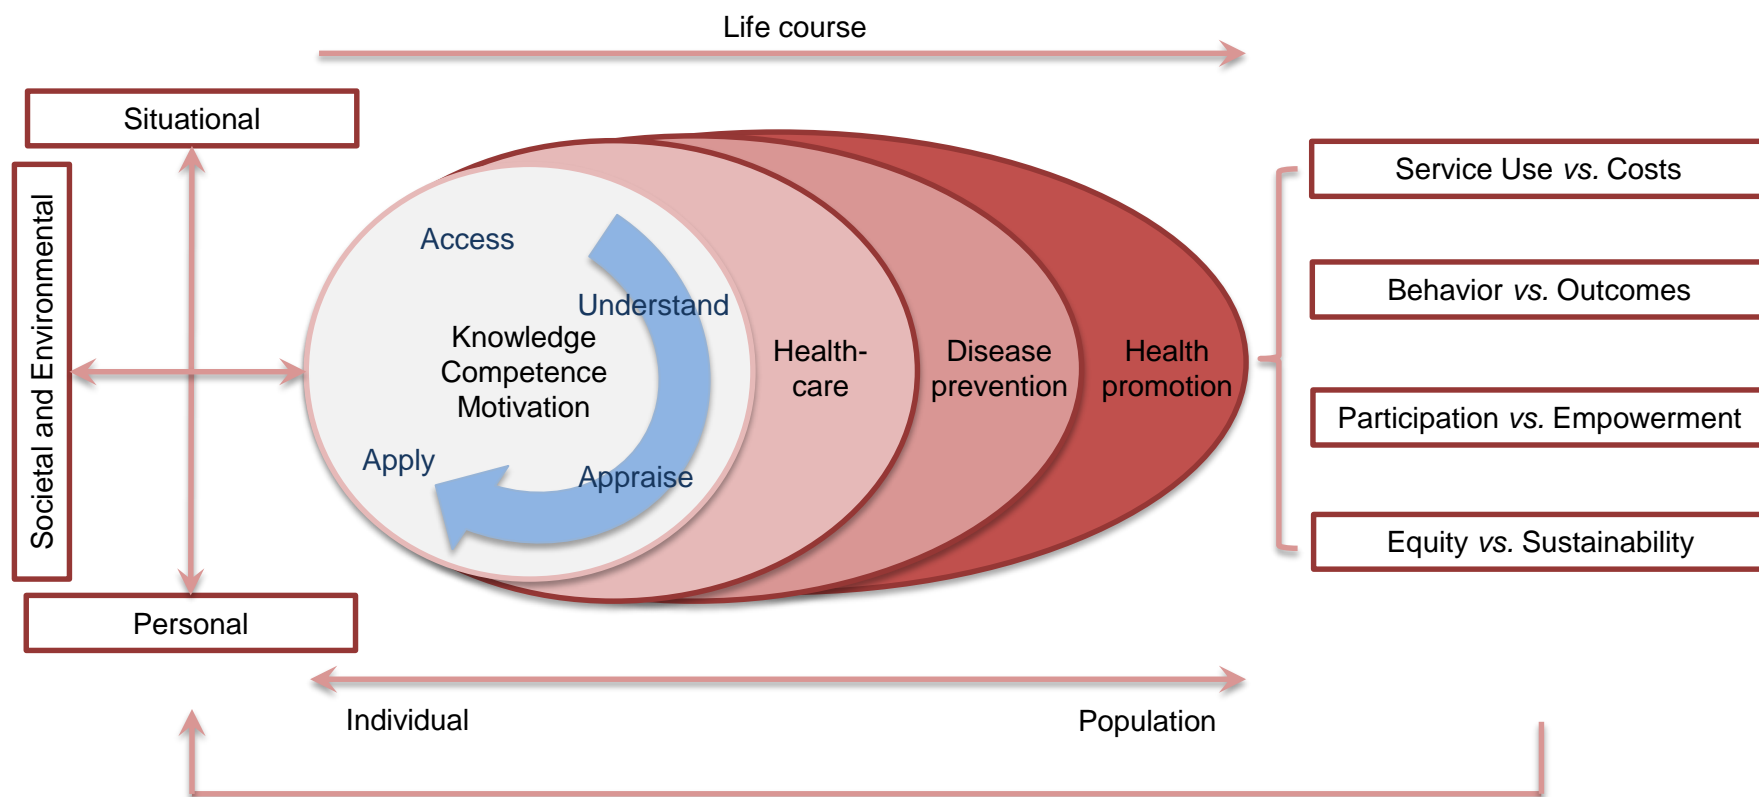 Life course
Situational
Societal and Environmental
Personal
Access
Understand
Knowledge
Competence
Motivation
Apply
Appraise
Health-
care
Disease
prevention
Health
promotion
Service Use vs. Costs
Behavior vs. Outcomes
Participation vs. Empowerment
Equity vs. Sustainability
Individual
Population